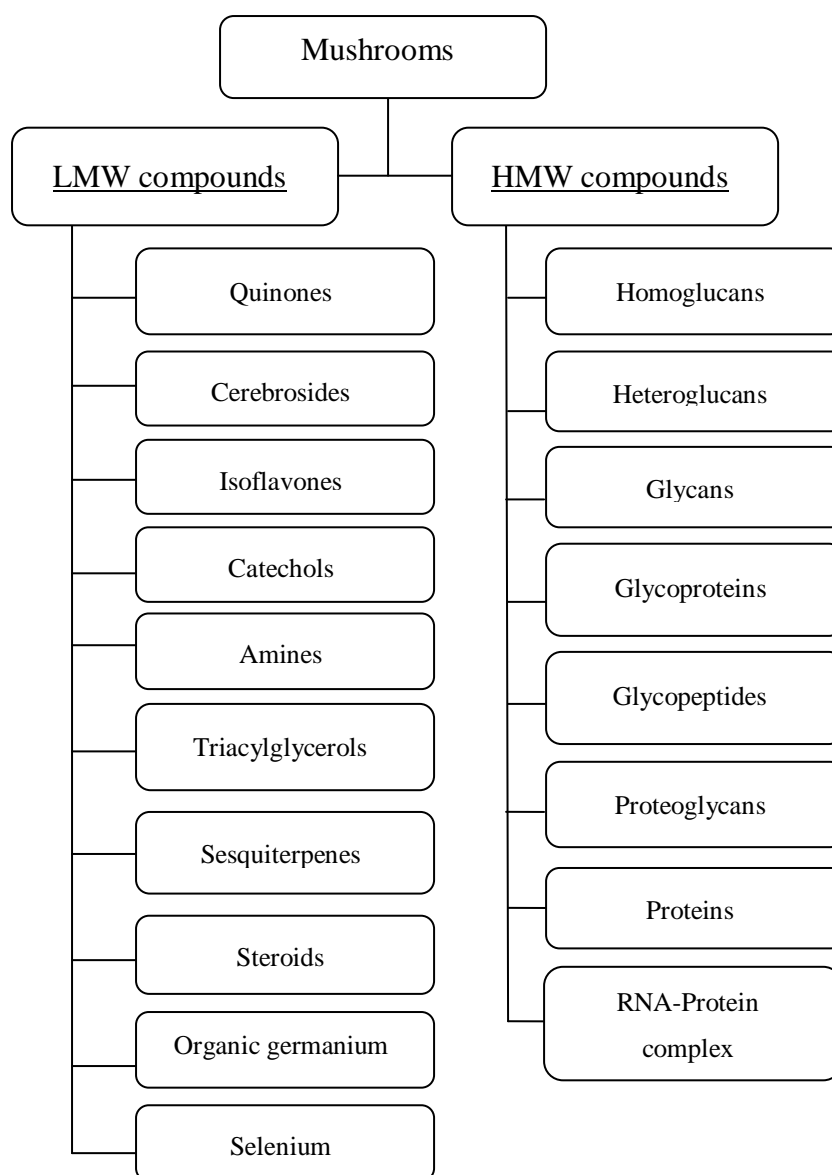 Mushrooms
LMW compounds
HMW compounds
Quinones
Cerebrosides
Isoflavones
Catechols
Amines
Triacylglycerols
Sesquiterpenes
Steroids
Organic germanium
Selenium
Homoglucans
Heteroglucans
Glycans
Glycoproteins
Glycopeptides
Proteoglycans
Proteins
RNA-Protein
complex